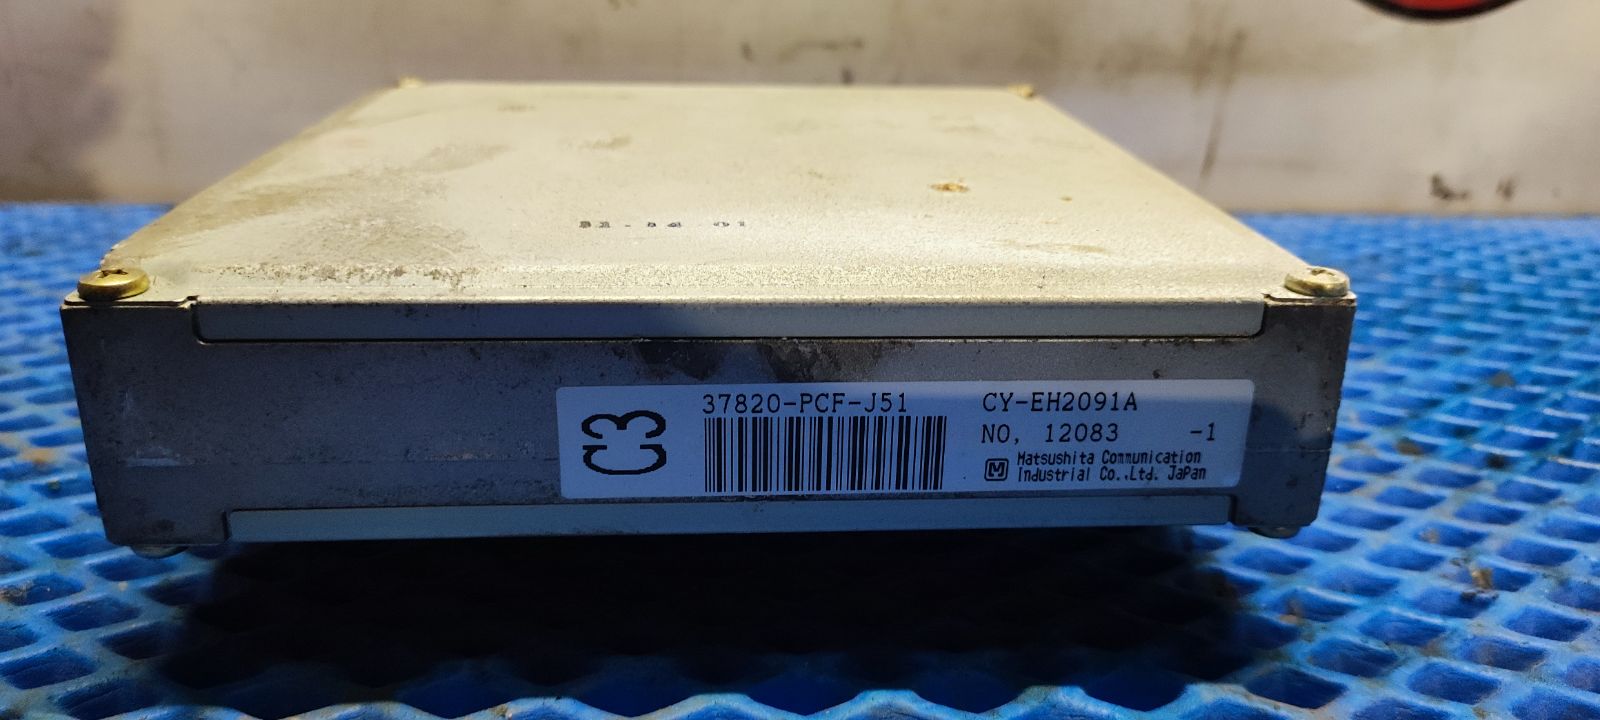 C3
37820-PCF-J51
CY-EH2091A
NO, 12083 -1
M Matsushita Communication
Industrial Co.,Ltd. JaPan